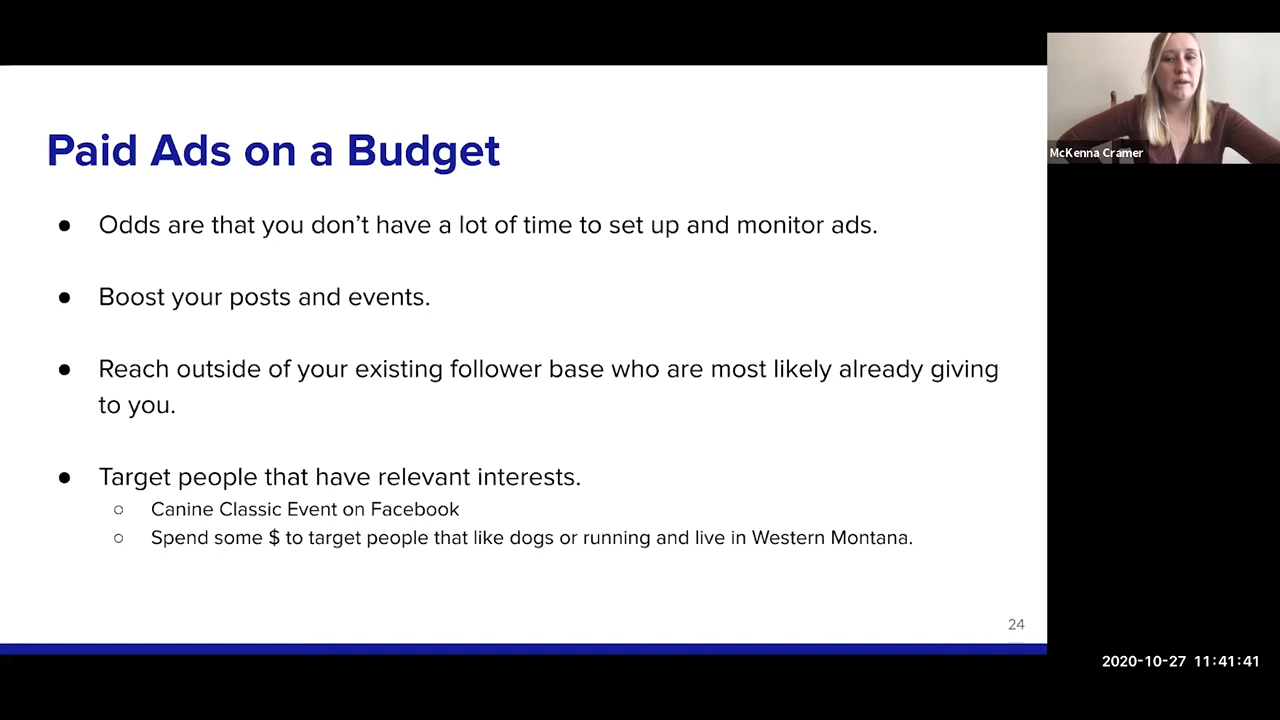 Paid Ads on a Budget
● Odds are that you don’t have a lot of time to set up and monitor ads.
● Boost your posts and events.
● Reach outside of your existing follower base who are most likely already giving
to you.
● Target people that have relevant interests.
○ Canine Classic Event on Facebook
○ Spend some $ to target people that like dogs or running and live in Western Montana.
24
McKenna Cramer
2020-10-27 11:41:41